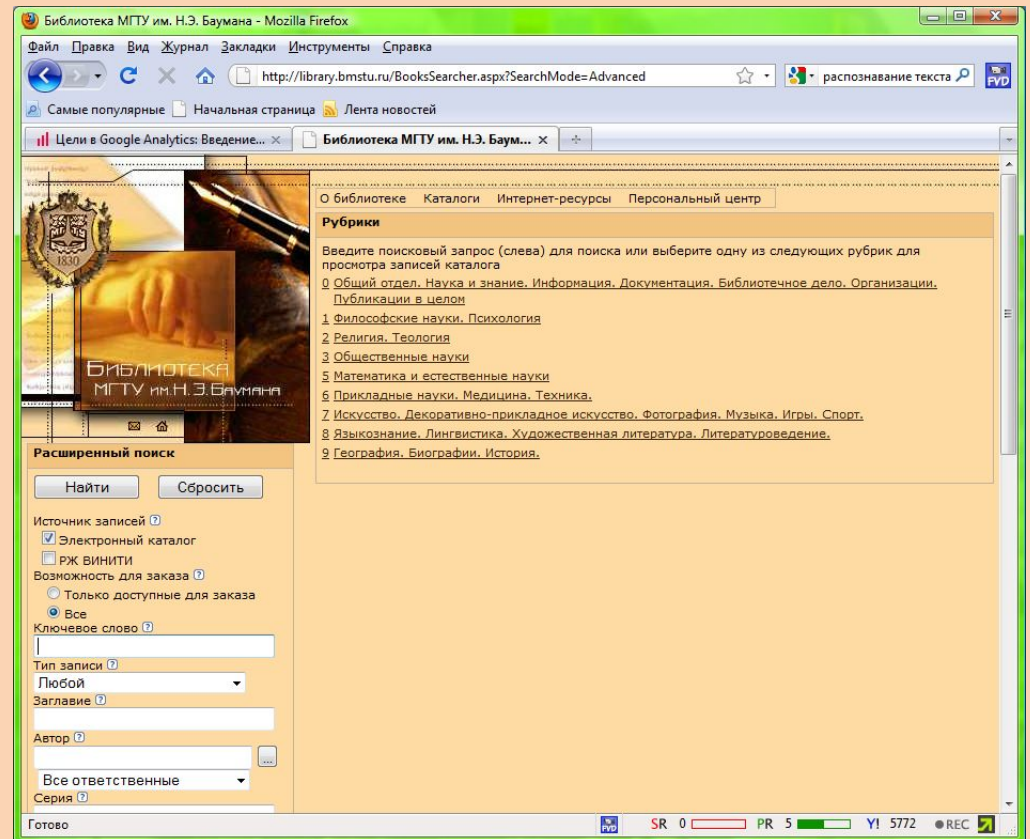 Библиотека МГТУ им. Н.Э. Баумана - Mozilla Firefox
Файл Правка Вид Журнал Закладки Инструменты Справка
http://library.bmstu.ru/BooksSearcher.aspx?SearchMode=Advanced
распознавание текста
FVD
Самые популярные Начальная страница Лента новостей
Цели в Google Analytics: Введение...
Библиотека МГТУ им. Н.Э. Баум...
1830
Библиотека
МГТУ им.Н.Э.Баумана
О библиотеке Каталоги Интернет-ресурсы Персональный центр
Рубрики
Введите поисковый запрос (слева) для поиска или выберите одну из следующих рубрик для
просмотра записей каталога
0 Общий отдел. Наука и знание. Информация. Документация. Библиотечное дело. Организации.
Публикации в целом
1 Философские науки. Психология
2 Религия. Теология
3 Общественные науки
5 Математика и естественные науки
6 Прикладные науки. Медицина. Техника.
7 Искусство. Декоративно-прикладное искусство. Фотография. Музыка. Игры. Спорт.
8 Языкознание. Лингвистика. Художественная литература. Литературоведение.
9 География. Биографии. История.
Расширенный поиск
Найти Сбросить
Источник записей ?
Электронный каталог
РЖ ВИНИТИ
Возможность для заказа ?
Только доступные для заказа
Все
Ключевое слово ?
Тип записи ?
Любой
Заглавие ?
Автор ?
...
Все ответственные
Серия ?
Готово
FVD SR 0 PR 5 Y! 5772 REC